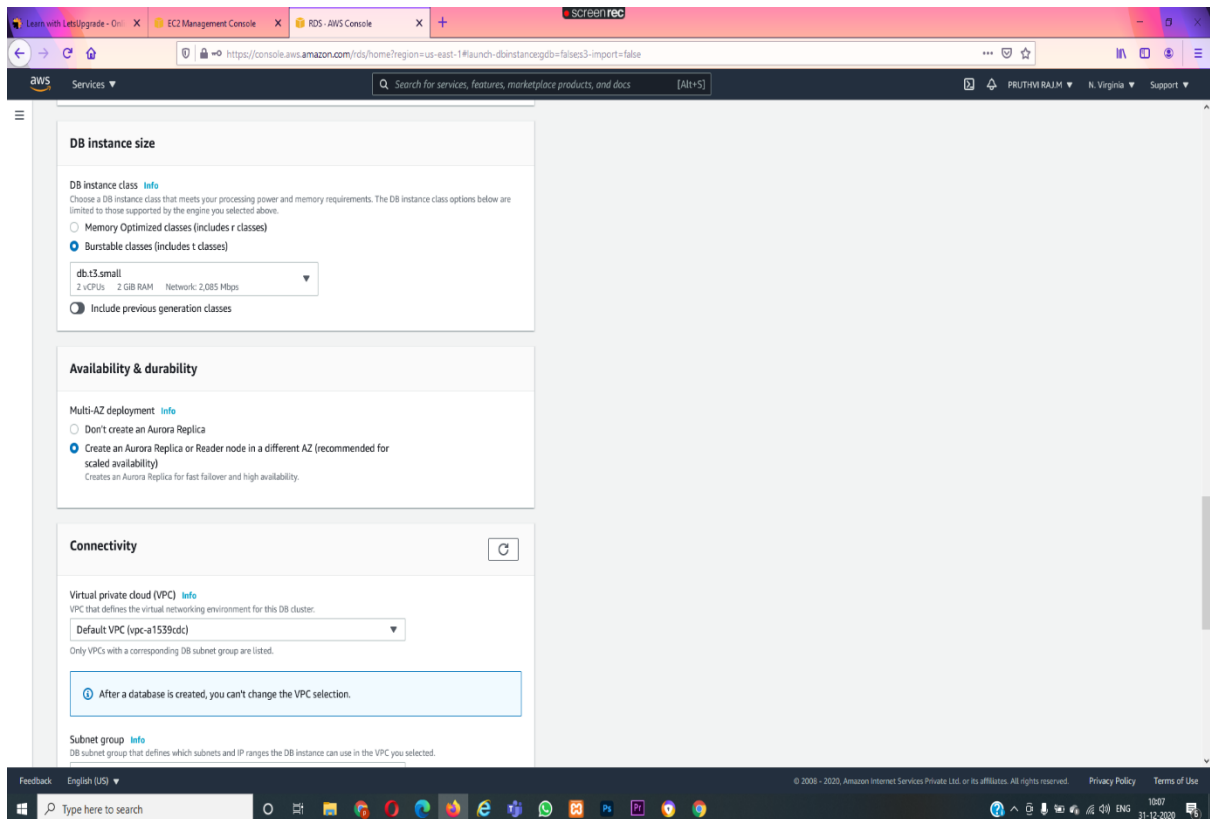 screenrec
Learn with LetsUpgrade - Onl X
EC2 Management Console X
RDS - AWS Console X +
https://console.aws.amazon.com/rds/home?region=us-east-1#launch-dbinstance:gdb=false;s3-import=false
aws Services ▼
Search for services, features, marketplace products, and docs [Alt+S]
PRUTHVI RAJ.M ▼ N. Virginia ▼ Support ▼
DB instance size
DB instance class Info
Choose a DB instance class that meets your processing power and memory requirements. The DB instance class options below are
limited to those supported by the engine you selected above.
Memory Optimized classes (includes r classes)
Burstable classes (includes t classes)
db.t3.small
2 vCPUs 2 GiB RAM Network: 2,085 Mbps
Include previous generation classes
Availability & durability
Multi-AZ deployment Info
Don't create an Aurora Replica
Create an Aurora Replica or Reader node in a different AZ (recommended for
scaled availability)
Creates an Aurora Replica for fast failover and high availability.
Connectivity
Virtual private cloud (VPC) Info
VPC that defines the virtual networking environment for this DB cluster.
Default VPC (vpc-a1539cdc)
Only VPCs with a corresponding DB subnet group are listed.
After a database is created, you can't change the VPC selection.
Subnet group Info
DB subnet group that defines which subnets and IP ranges the DB instance can use in the VPC you selected.
Feedback English (US) ▼
© 2008 - 2020, Amazon Internet Services Private Ltd. or its affiliates. All rights reserved. Privacy Policy Terms of Use
Type here to search
Ps
Pr
ENG
10:07
31-12-2020